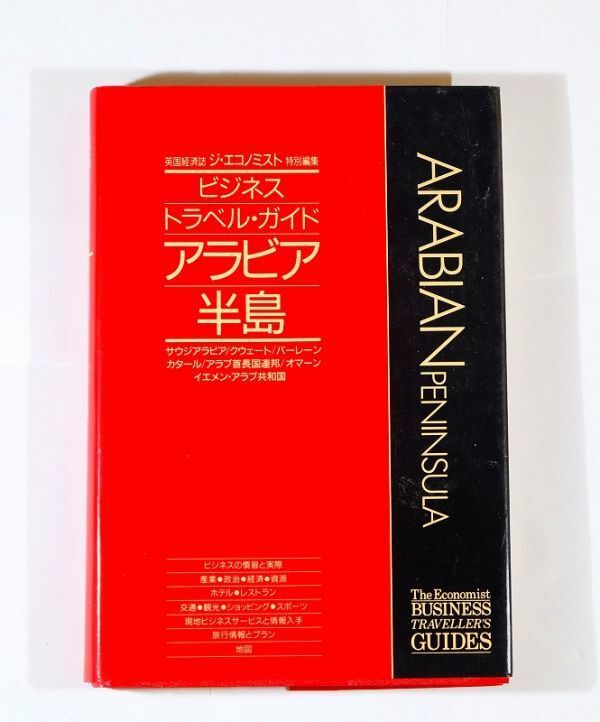 英国経済誌 ジ・エコノミスト 特別編集
ビジネス
トラベル・ガイド
アラビア
半島
サウジアラビア/クウェート/バーレーン
カタール/アラブ首長国連邦/オマーン
イエメン・アラブ共和国
ビジネスの慣習と実際
産業●政治●経済●資源
ホテル●レストラン
交通●観光●ショッピング●スポーツ
現地ビジネスサービスと情報入手
旅行情報とプラン
地図
ARABIAN PENINSULA
The Economist
BUSINESS
TRAVELLER'S
GUIDES